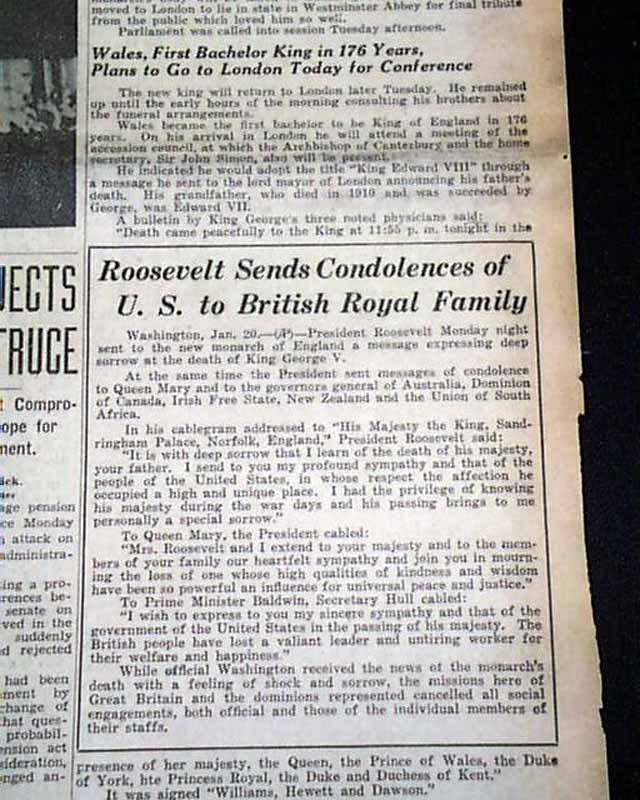 moved to London to lie in state in Westminster Abbey for final tribute
from the public which loved him so well.
Parliament was called into session Tuesday afternoon.
Wales, First Bachelor King in 176 Years,
Plans to Go to London Today for Conference
The new king will return to London later Tuesday. He remained
up until the early hours of the morning consulting his brothers about
the funeral arrangements.
Wales became the first bachelor to be King of England in 176
years. On his arrival in London he will attend a meeting of the
accession council, at which the Archbishop of Canterbury and the home
secretary, Sir John Simon, also will be present.
He indicated he would adopt the title "King Edward VIII" through
a message he sent to the lord mayor of London announcing his father's
death. His grandfather, who died in 1910 and was succeeded by
George, was Edward VII.
A bulletin by King George's three noted physicians said:
"Death came peacefully to the King at 11:55 p. m. tonight in the
Roosevelt Sends Condolences of
U. S. to British Royal Family
Washington, Jan. 20.—(AP)—President Roosevelt Monday night
sent to the new monarch of England a message expressing deep
sorrow at the death of King George V.
At the same time the President sent messages of condolence
to Queen Mary and to the governors general of Australia, Dominion
of Canada, Irish Free State, New Zealand and the Union of South
Africa.
In his cablegram addressed to "His Majesty the King, Sand-
ringham Palace, Norfolk, England," President Roosevelt said:
"It is with deep sorrow that I learn of the death of his majesty,
your father. I send to you my profound sympathy and that of the
people of the United States, in whose respect the affection he
occupied a high and unique place. I had the privilege of knowing
his majesty during the war days and his passing brings to me
personally a special sorrow."
To Queen Mary, the President cabled:
"Mrs. Roosevelt and I extend to your majesty and to the mem-
bers of your family our heartfelt sympathy and join you in mourn-
ing the loss of one whose high qualities of kindness and wisdom
have been so powerful an influence for universal peace and justice."
To Prime Minister Baldwin, Secretary Hull cabled:
"I wish to express to you my sincere sympathy and that of the
government of the United States in the passing of his majesty. The
British people have lost a valiant leader and untiring worker for
their welfare and happiness."
While official Washington received the news of the monarch's
death with a feeling of shock and sorrow, the missions here of
Great Britain and the dominions represented cancelled all social
engagements, both official and those of the individual members of
their staffs.
presence of her majesty, the Queen, the Prince of Wales, the Duke
of York, hte Princess Royal, the Duke and Duchess of Kent."
It was signed "Williams, Hewett and Dawson."
JECTS
TRUCE
Compro-
ope for
ment.
age pension
ce Monday
attack on
administra-
ing a pro-
rences be-
senate on
ved in the
suddenly
d rejected
had been
ment by
change of
that ques-
probabil-
ension act
sideration,
onged an-